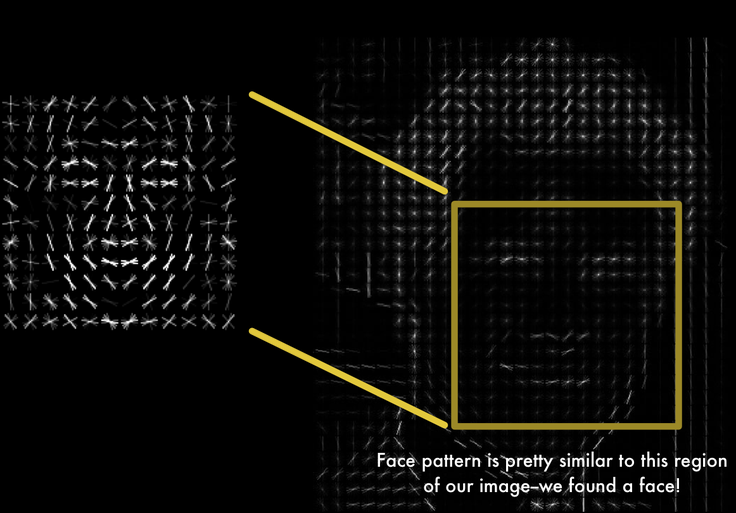 Face pattern is pretty similar to this region
of our image–we found a face!